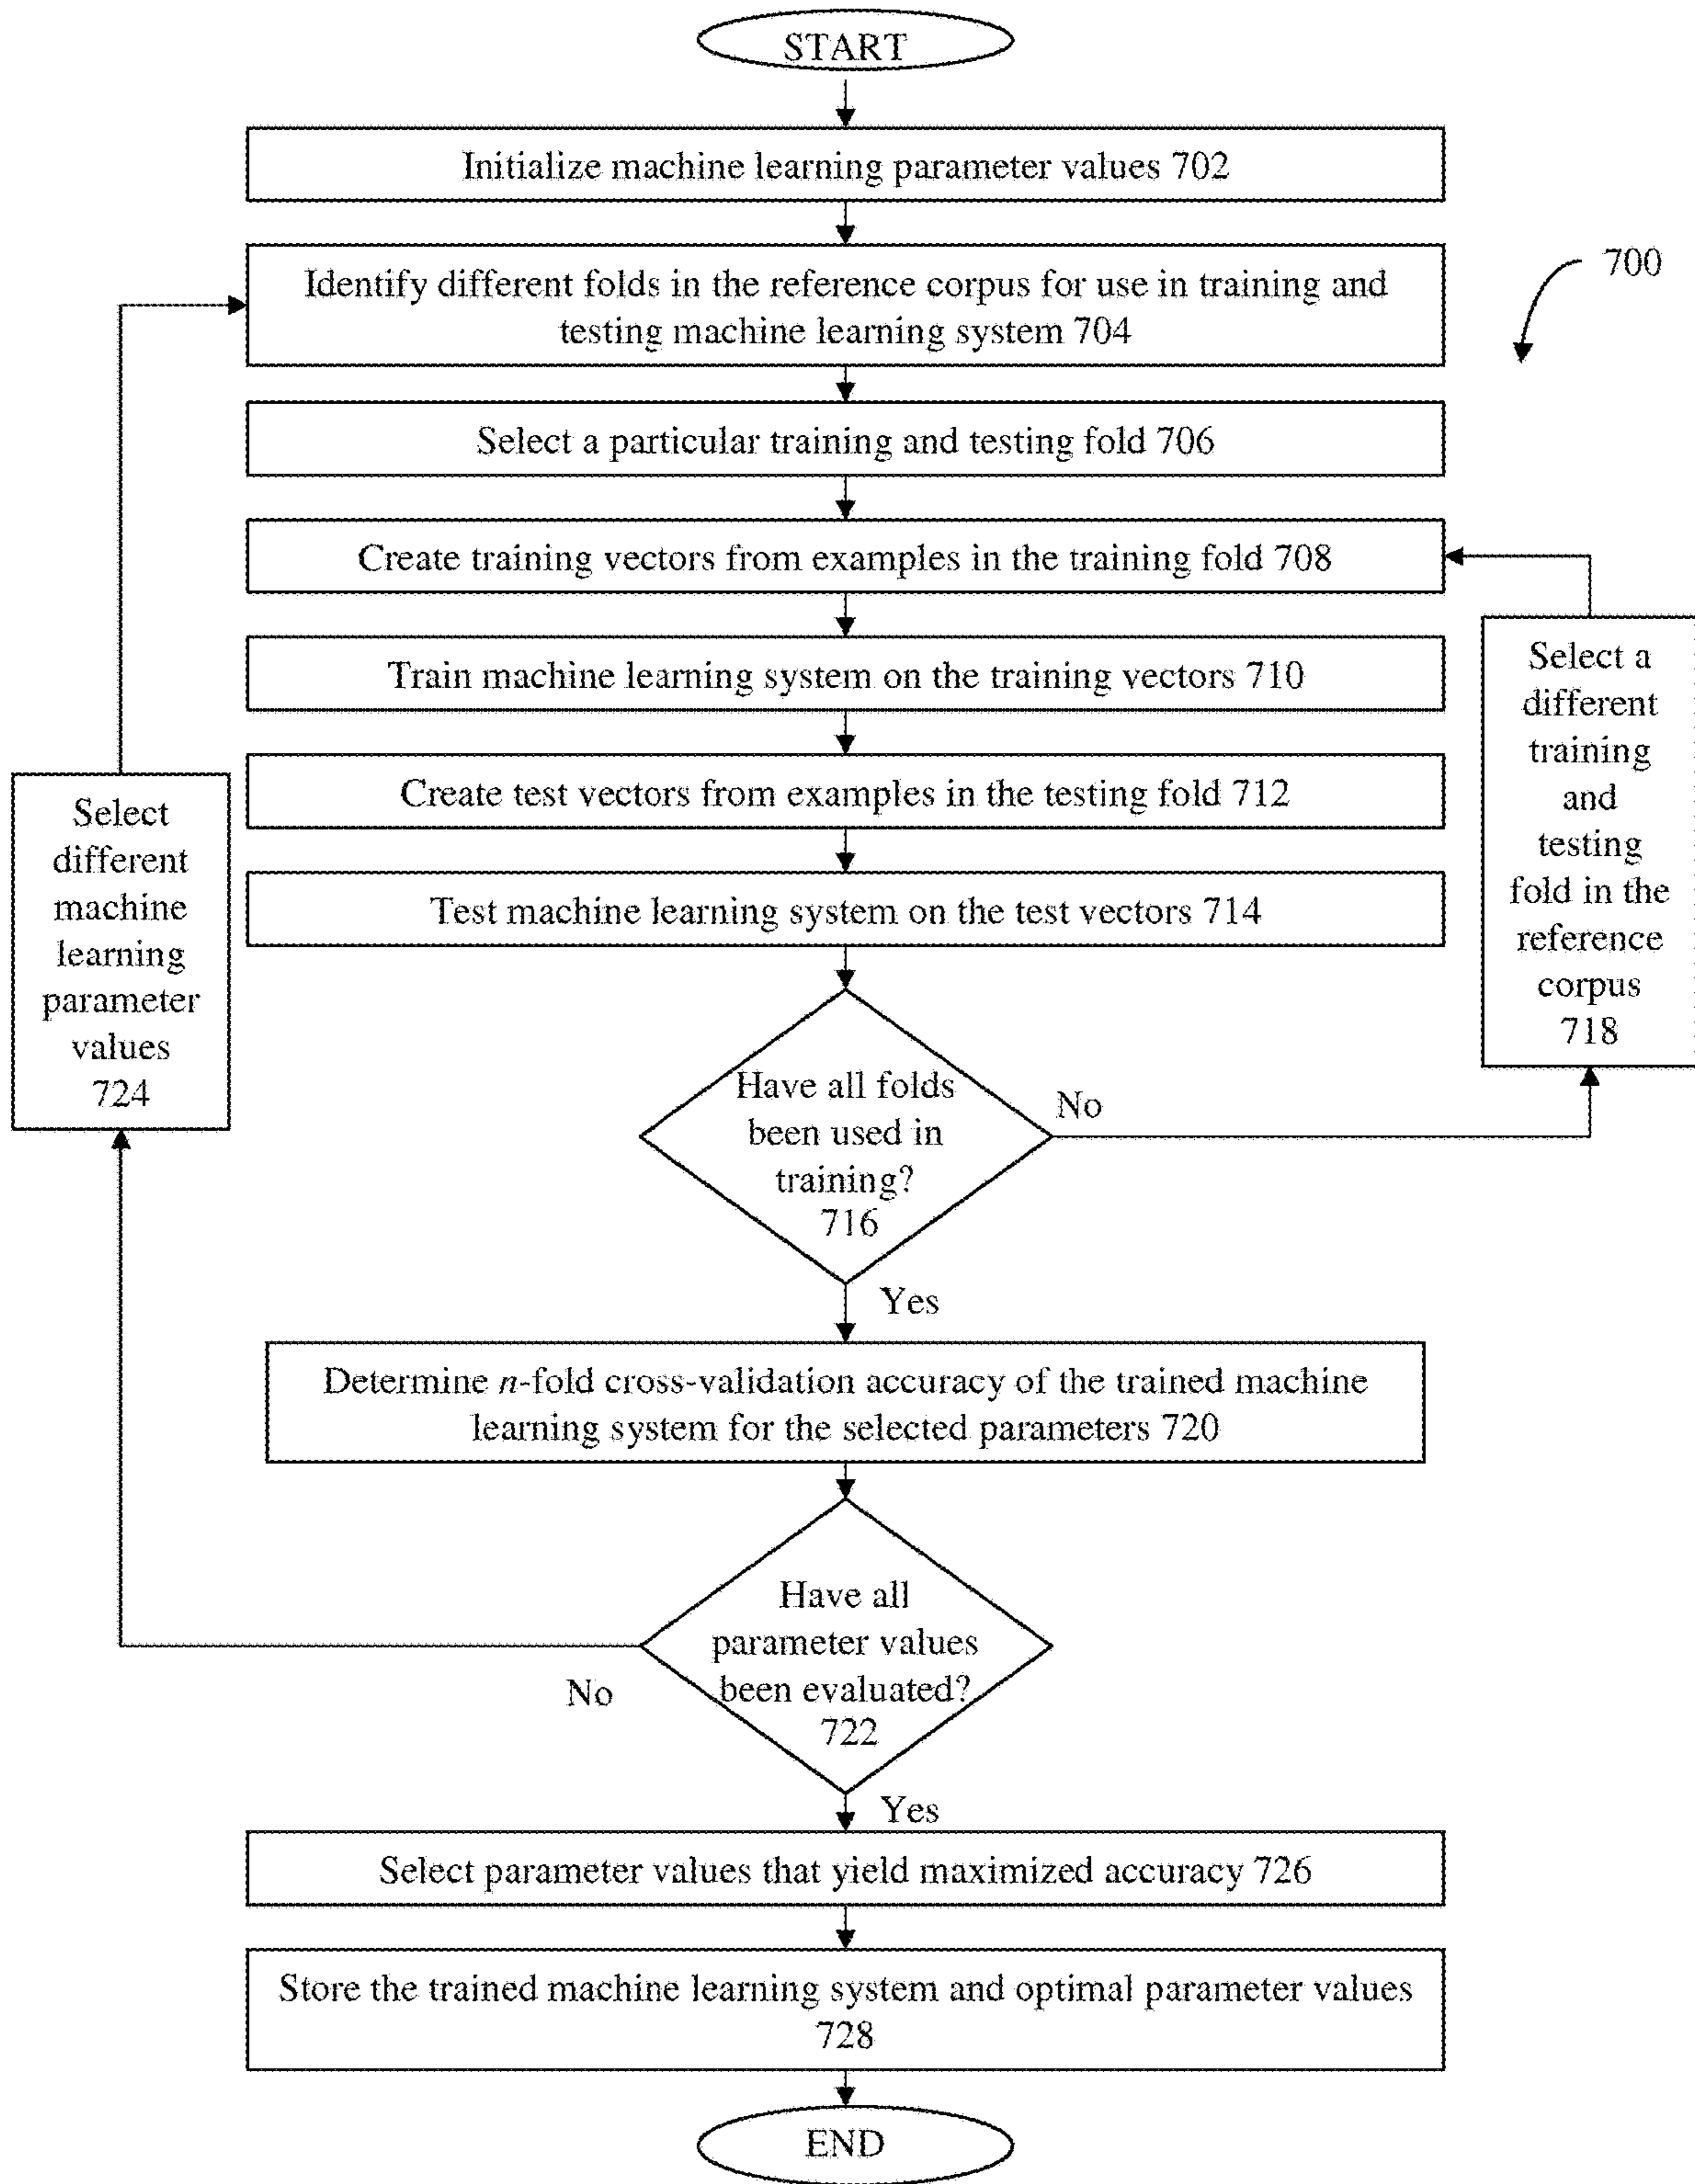 START
Initialize machine learning parameter values 702
700
Identify different folds in the reference corpus for use in training and
testing machine learning system 704
Select a particular training and testing fold 706
Create training vectors from examples in the training fold 708
Train machine learning system on the training vectors 710
Create test vectors from examples in the testing fold 712
Test machine learning system on the test vectors 714
Select
different
machine
learning
parameter
values
724
Select a
different
training
and
testing
fold in the
reference
corpus
718
Have all folds
been used in
training?
716
No
Yes
Determine n-fold cross-validation accuracy of the trained machine
learning system for the selected parameters 720
Have all
parameter values
been evaluated?
722
No
Yes
Select parameter values that yield maximized accuracy 726
Store the trained machine learning system and optimal parameter values
728
END